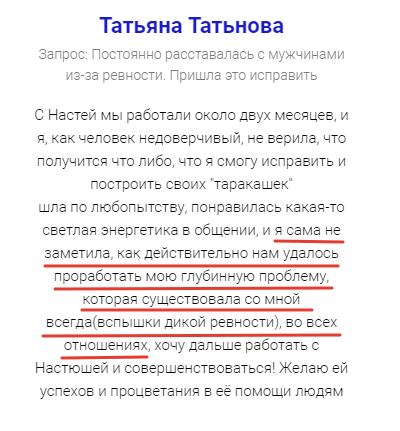 Татьяна Татьнова
Запрос: Постоянно расставалась с мужчинами
из-за ревности. Пришла это исправить
С Настей мы работали около двух месяцев, и
я, как человек недоверчивый, не верила, что
получится что либо, что я смогу исправить и
построить своих "таракашек"
шла по любопытству, понравилась какая-то
светлая энергетика в общении, и я сама не
заметила, как действительно нам удалось
проработать мою глубинную проблему,
которая существовала со мной
всегда(вспышки дикой ревности), во всех
отношениях, хочу дальше работать с
Настюшей и совершенствоваться! Желаю ей
успехов и процветания в её помощи людям